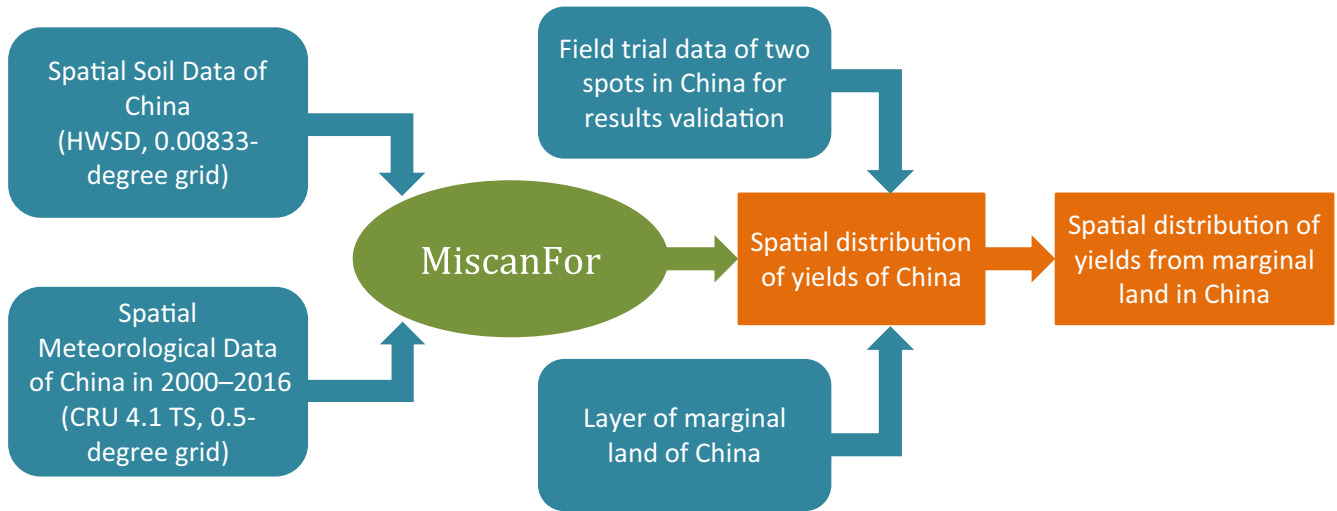 Spatial Soil Data of
China
(HWSD, 0.00833-
degree grid)
Spatial
Meteorological Data
of China in 2000–2016
(CRU 4.1 TS, 0.5-
degree grid)
MiscanFor
Field trial data of two
spots in China for
results validation
Layer of marginal
land of China
Spatial distribution
of yields of China
Spatial distribution of
yields from marginal
land in China